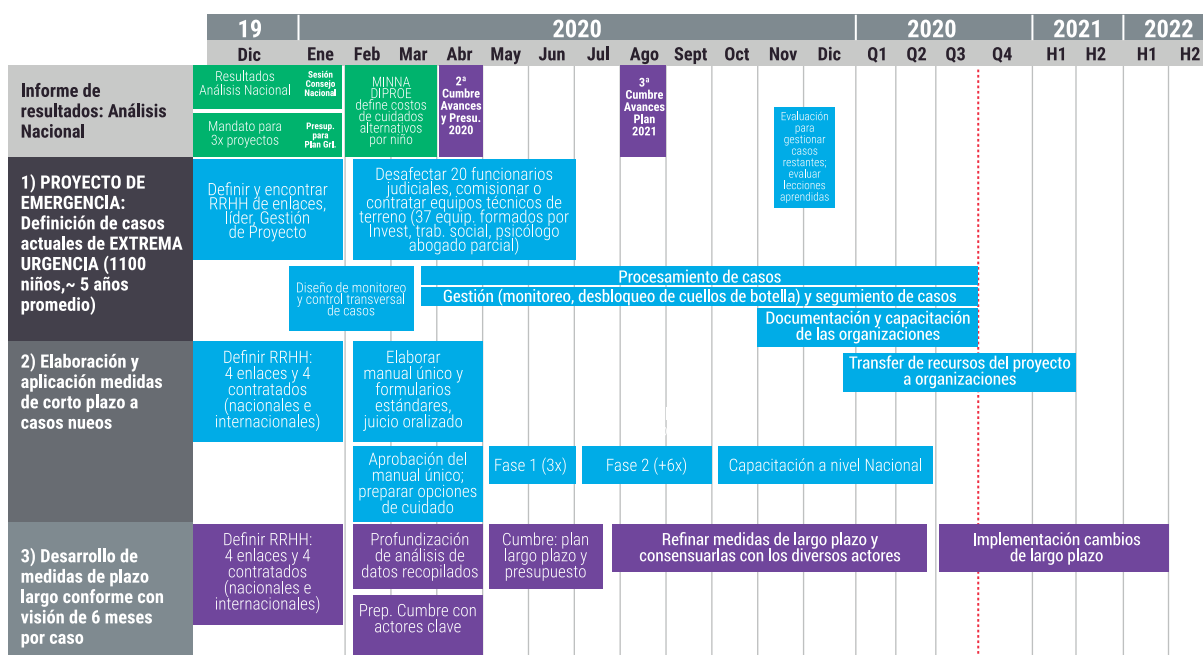 19
2020
2020
2021
2022
Dic
Ene
Feb
Mar
Abr
May
Jun
Jul
Ago
Sept
Oct
Nov
Dic
Q1
Q2
Q3
Q4
H1
H2
H1
H2
Informe de
resultados: Análisis
Nacional
Resultados
Análisis Nacional
Sesión
Consejo
Nacional
Mandato para
3x proyectos
Presup.
para
Plan Grl.
MINNA
DIPROE
define costos
de cuidados
alternativos
por niño
2ª
Cumbre
Avances
y Presu.
2020
3ª
Cumbre
Avances
Plan
2021
Evaluación
para
gestionar
casos
restantes;
evaluar
lecciones
aprendidas
1) PROYECTO DE
EMERGENCIA:
Definición de casos
actuales de EXTREMA
URGENCIA (1100
niños,~ 5 años
promedio)
Definir y encontrar
RRHH de enlaces,
líder, Gestión
de Proyecto
Desafectar 20 funcionarios
judiciales, comisionar o
contratar equipos técnicos de
terreno (37 equip. formados por
Invest, trab. social, psicólogo
abogado parcial)
Diseño de monitoreo
y control transversal
de casos
Procesamiento de casos
Gestión (monitoreo, desbloqueo de cuellos de botella) y segumiento de casos
Documentación y capacitación
de las organizaciones
2) Elaboración y
aplicación medidas
de corto plazo a
casos nueos
Definir RRHH:
4 enlaces y 4
contratados
(nacionales e
internacionales)
Elaborar
manual único y
formularios
estándares,
juicio oralizado
Transfer de recursos del proyecto
a organizaciones
Aprobación del
manual único;
preparar opciones
de cuidado
Fase 1 (3x)
Fase 2 (+6x)
Capacitación a nivel Nacional
3) Desarrollo de
medidas de plazo
largo conforme con
visión de 6 meses
por caso
Definir RRHH:
4 enlaces y 4
contratados
(nacionales e
internacionales)
Profundización
de análisis de
datos recopilados
Cumbre: plan
largo plazo y
presupuesto
Refinar medidas de largo plazo y
consensuarlas con los diversos actores
Implementación cambios
de largo plazo
Prep. Cumbre con
actores clave